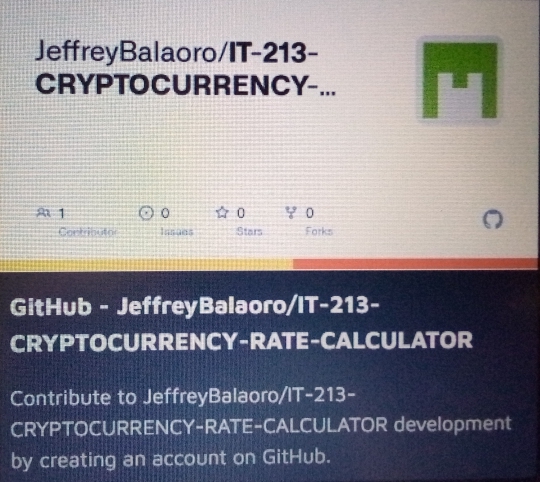 JeffreyBalaoro/IT-213-
CRYPTOCURRENCY-...
1
Contributor
0
Issues
0
Stars
0
Forks
GitHub - JeffreyBalaoro/IT-213-
CRYPTOCURRENCY-RATE-CALCULATOR
Contribute to JeffreyBalaoro/IT-213-
CRYPTOCURRENCY-RATE-CALCULATOR development
by creating an account on GitHub.